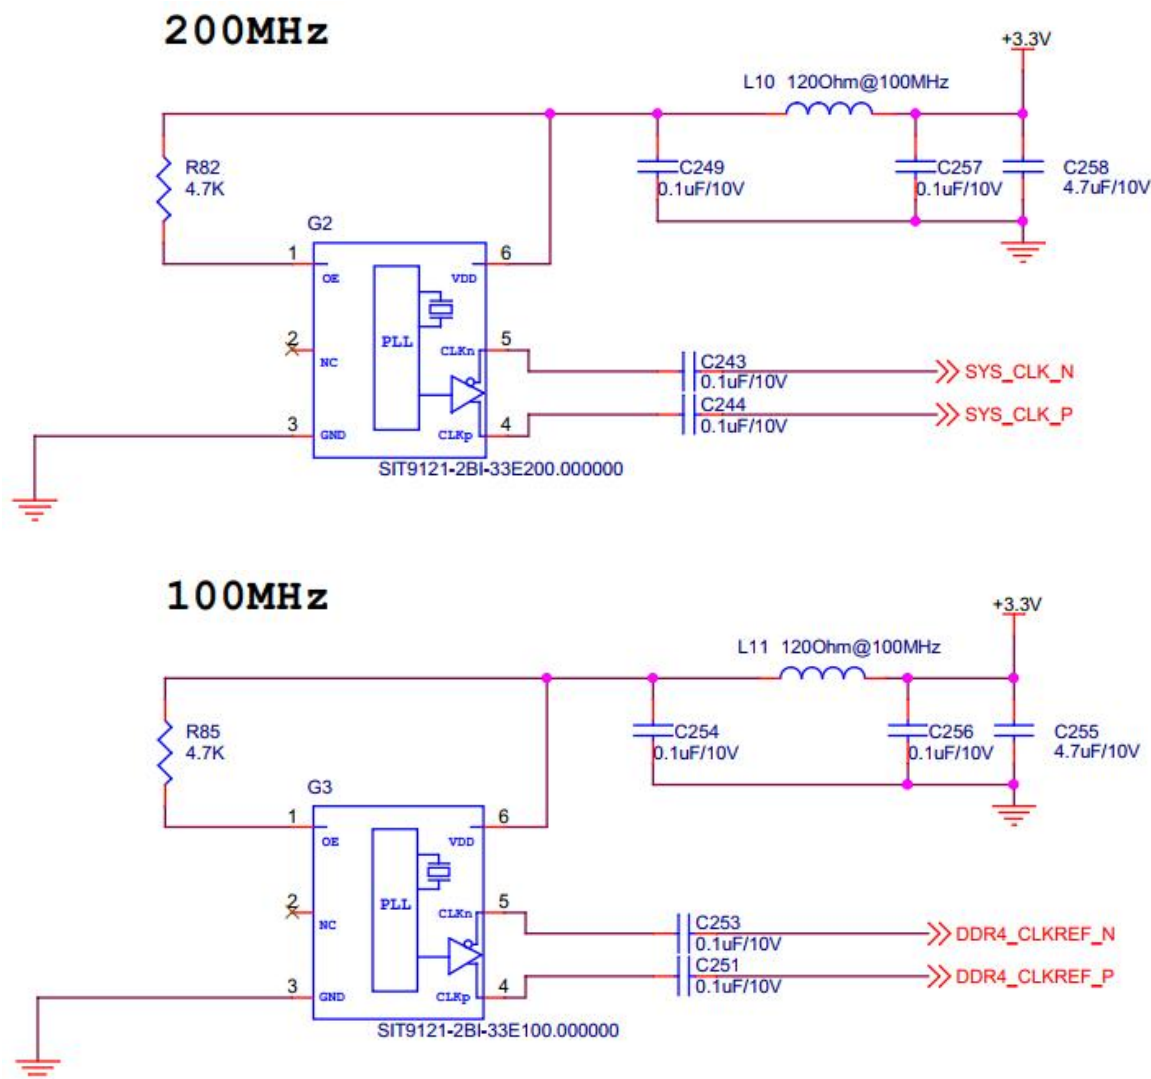 200MHz
+3.3V
L10 120Ohm@100MHz
R82
4.7K
C249
0.1uF/10V
C257
0.1uF/10V
C258
4.7uF/10V
G2
1
6
OE
VDD
2
NC
PLL
CLKn
5
C243
0.1uF/10V
SYS_CLK_N
3
GND
CLKp
4
C244
0.1uF/10V
SYS_CLK_P
SIT9121-2BI-33E200.000000
100MHz
+3.3V
L11 120Ohm@100MHz
R85
4.7K
C254
0.1uF/10V
C256
0.1uF/10V
C255
4.7uF/10V
G3
1
6
OE
VDD
2
NC
PLL
CLKn
5
C253
0.1uF/10V
DDR4_CLKREF_N
3
GND
CLKp
4
C251
0.1uF/10V
DDR4_CLKREF_P
SIT9121-2BI-33E100.000000